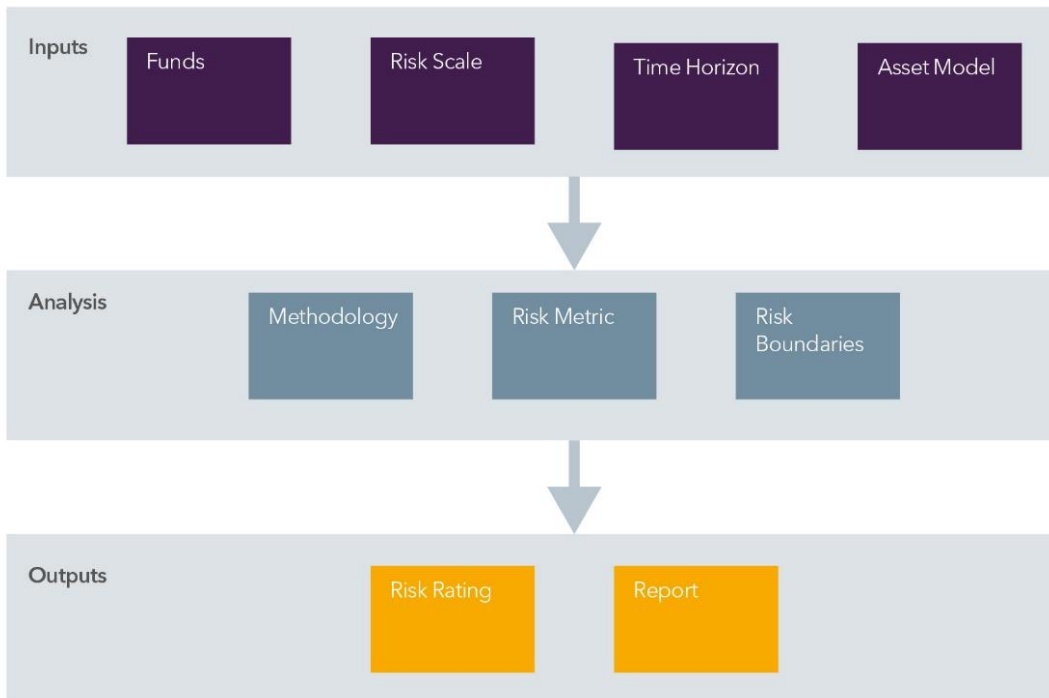 Inputs
Funds
Risk Scale
Time Horizon
Asset Model
Analysis
Methodology
Risk Metric
Risk
Boundaries
Outputs
Risk Rating
Report